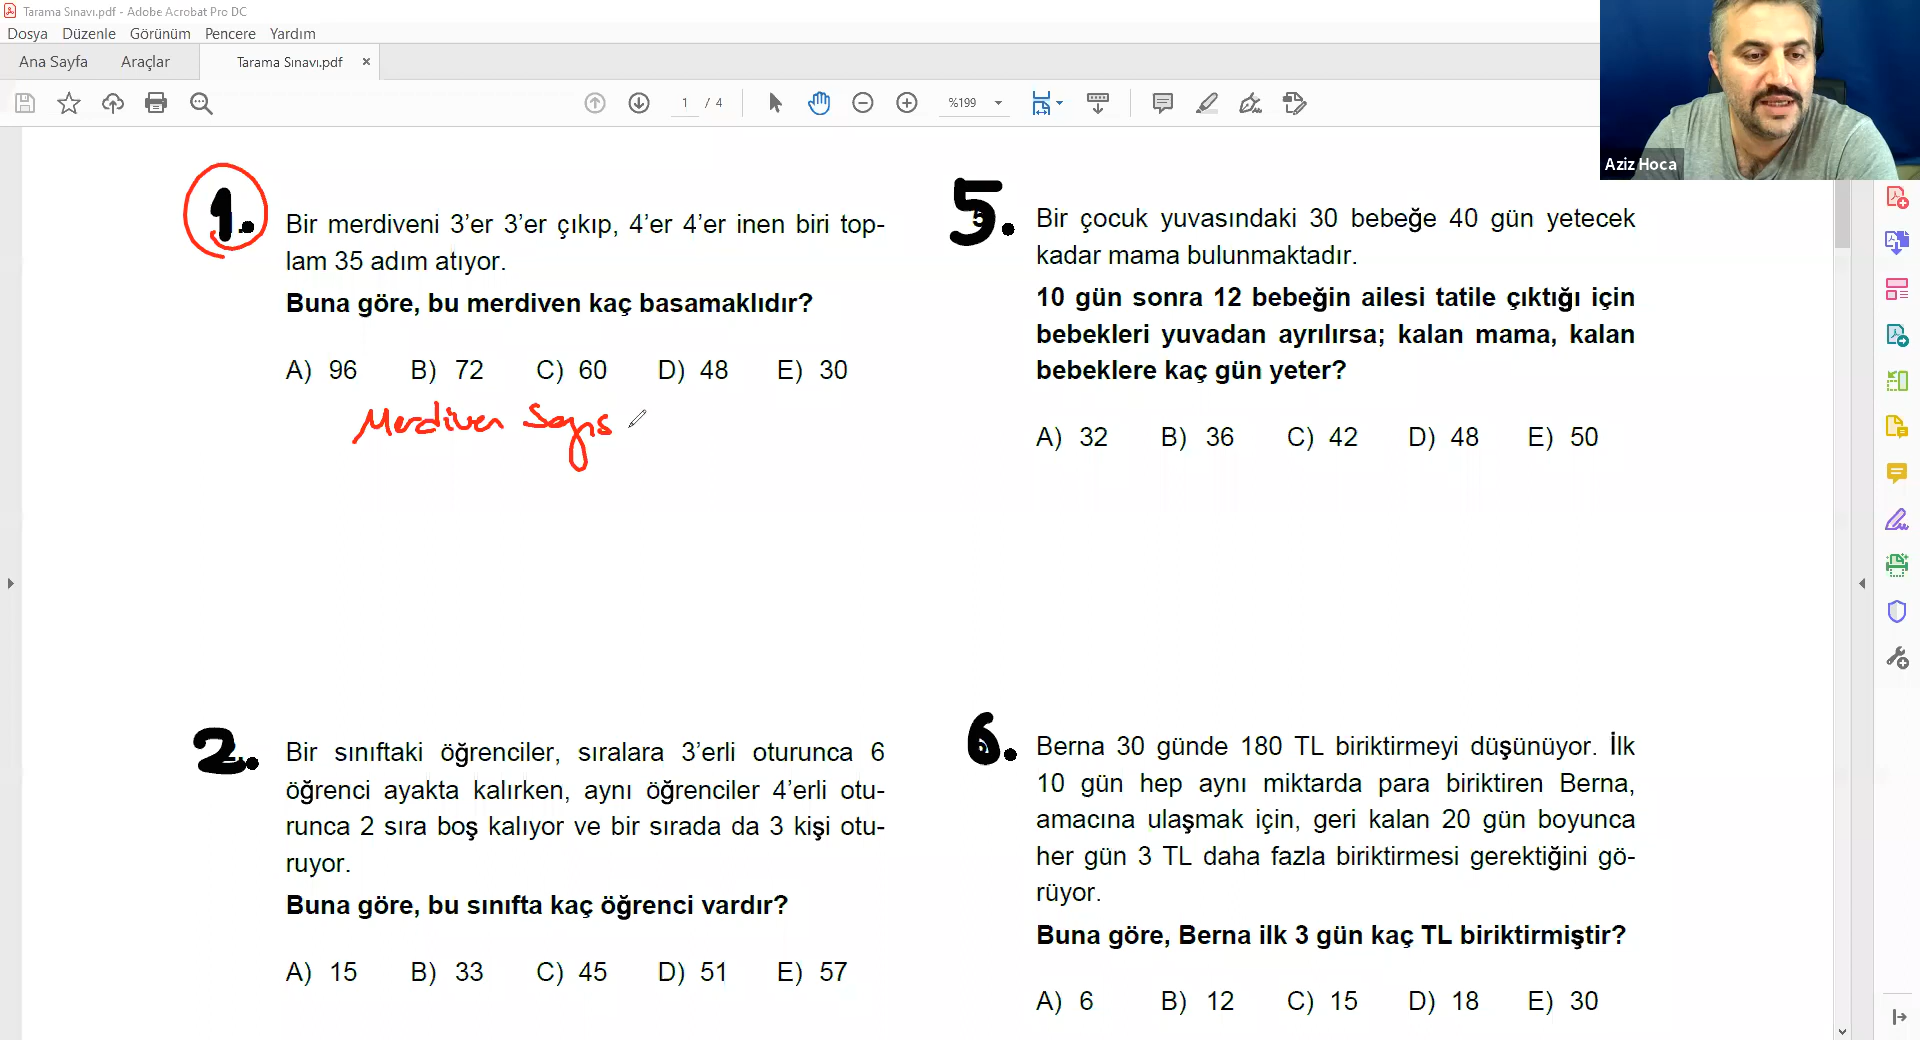 Tarama Sınavı.pdf - Adobe Acrobat Pro DC
Dosya Düzenle Görünüm Pencere Yardım
Ana Sayfa Araçlar Tarama Sınavı.pdf ×
1 / 4 %199
Aziz Hoca
1.
Bir merdiveni 3'er 3'er çıkıp, 4'er 4'er inen biri top-
lam 35 adım atıyor.
Buna göre, bu merdiven kaç basamaklıdır?
A) 96 B) 72 C) 60 D) 48 E) 30
Merdiven Sayıs
2.
Bir sınıftaki öğrenciler, sıralara 3'erli oturunca 6
öğrenci ayakta kalırken, aynı öğrenciler 4'erli otu-
runca 2 sıra boş kalıyor ve bir sırada da 3 kişi otu-
ruyor.
Buna göre, bu sınıfta kaç öğrenci vardır?
A) 15 B) 33 C) 45 D) 51 E) 57
5.
Bir çocuk yuvasındaki 30 bebeğe 40 gün yetecek
kadar mama bulunmaktadır.
10 gün sonra 12 bebeğin ailesi tatile çıktığı için
bebekleri yuvadan ayrılırsa; kalan mama, kalan
bebeklere kaç gün yeter?
A) 32 B) 36 C) 42 D) 48 E) 50
6.
Berna 30 günde 180 TL biriktirmeyi düşünüyor. İlk
10 gün hep aynı miktarda para biriktiren Berna,
amacına ulaşmak için, geri kalan 20 gün boyunca
her gün 3 TL daha fazla biriktirmesi gerektiğini gö-
rüyor.
Buna göre, Berna ilk 3 gün kaç TL biriktirmiştir?
A) 6 B) 12 C) 15 D) 18 E) 30